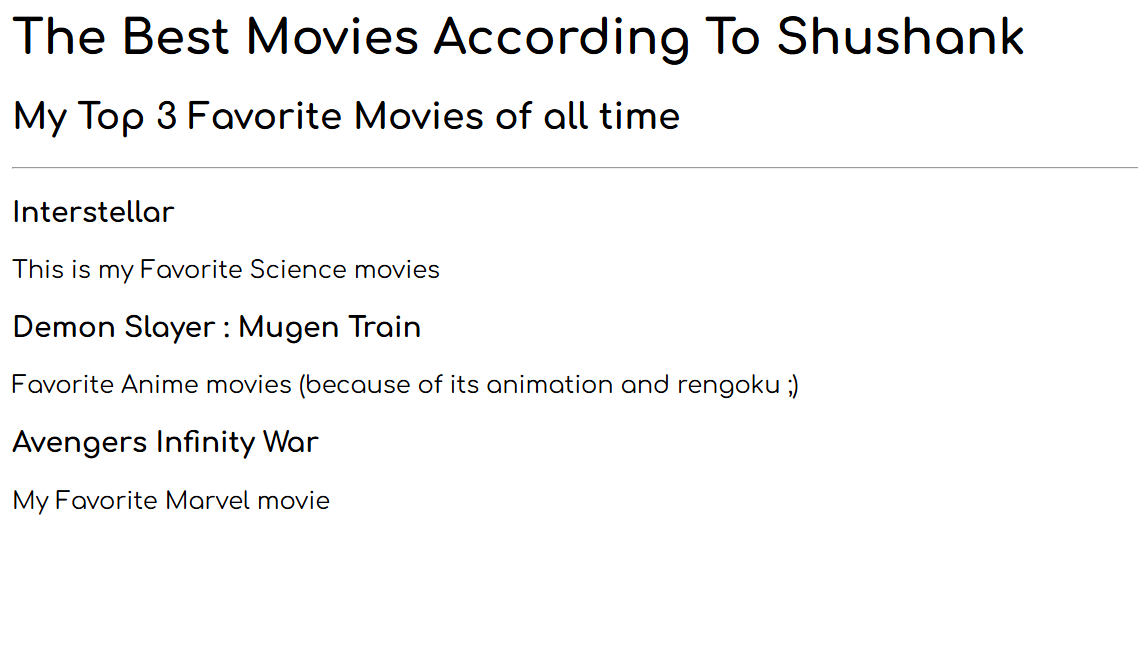 The Best Movies According To Shushank
My Top 3 Favorite Movies of all time
Interstellar
This is my Favorite Science movies
Demon Slayer : Mugen Train
Favorite Anime movies (because of its animation and rengoku ;)
Avengers Infinity War
My Favorite Marvel movie